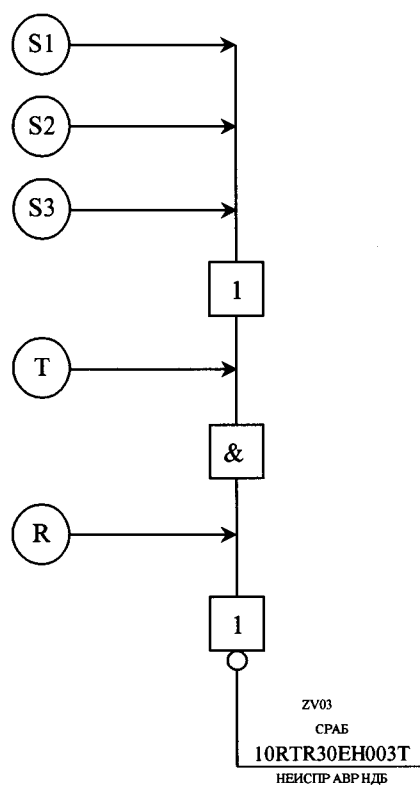 S1
S2
S3
1
T
&
R
1
ZV03
СРАБ
10RTR30EH003T
НЕИСПР АВР НДБ